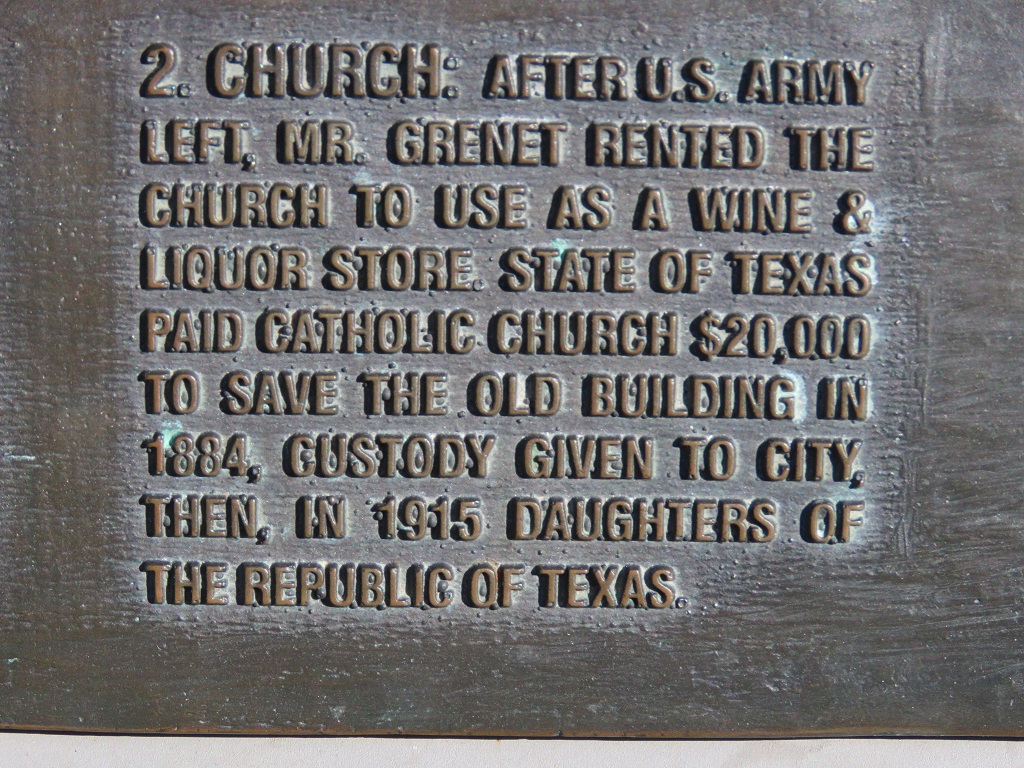 2. CHURCH: AFTER U.S. ARMY
LEFT, MR. GRENET RENTED THE
CHURCH TO USE AS A WINE &
LIQUOR STORE. STATE OF TEXAS
PAID CATHOLIC CHURCH $20,000
TO SAVE THE OLD BUILDING IN
1884, CUSTODY GIVEN TO CITY,
THEN, IN 1915 DAUGHTERS OF
THE REPUBLIC OF TEXAS.